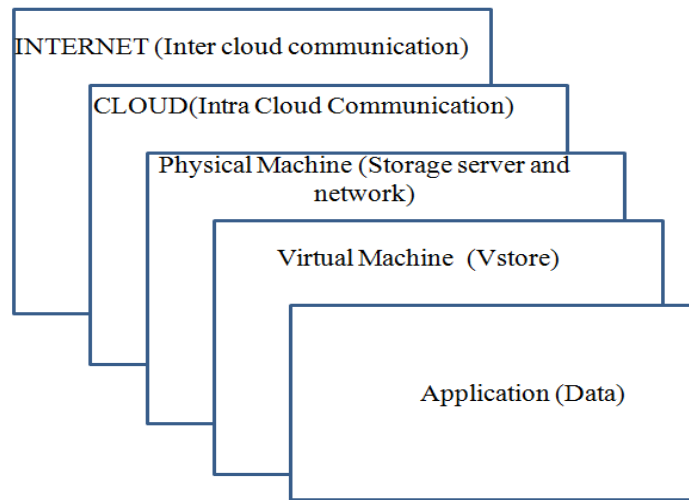 INTERNET (Inter cloud communication)
CLOUD(Intra Cloud Communication)
Physical Machine (Storage server and
network)
Virtual Machine (Vstore)
Application (Data)